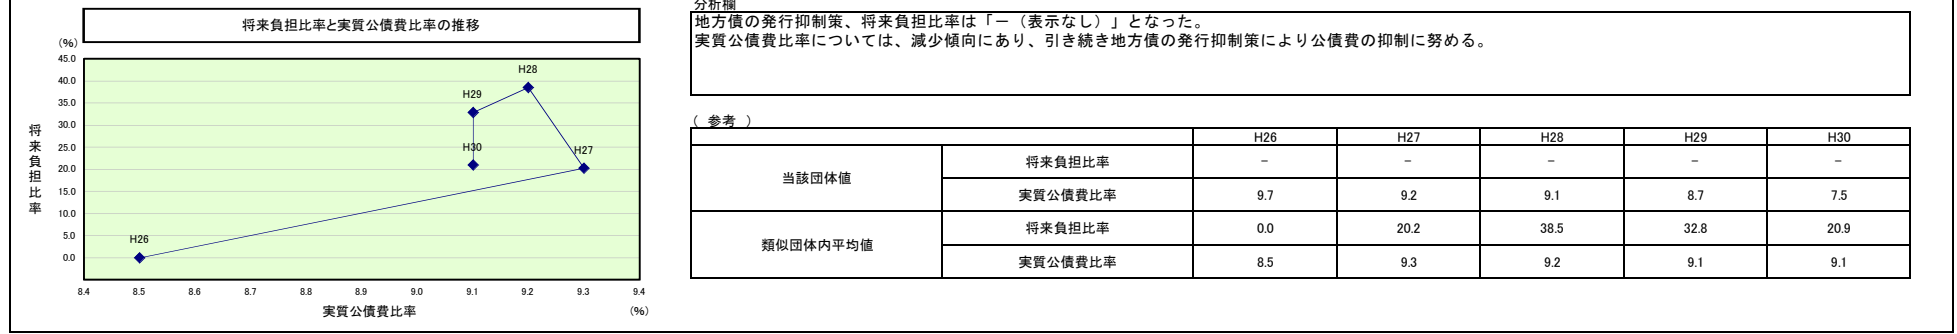 将来負担比率と実質公債費比率の推移
(%)
45.0
40.0
35.0
30.0
25.0
20.0
15.0
10.0
5.0
0.0
将来負担比率
H28
H29
H30
H27
H26
8.4 8.5 8.6 8.7 8.8 8.9 9.0 9.1 9.2 9.3 9.4
実質公債費比率 (%)
分析欄
地方債の発行抑制策、将来負担比率は「－（表示なし）」となった。
実質公債費比率については、減少傾向にあり、引き続き地方債の発行抑制策により公債費の抑制に努める。
（ 参考 ）
H26 H27 H28 H29 H30
当該団体値
将来負担比率 － － － － －
実質公債費比率 9.7 9.2 9.1 8.7 7.5
類似団体内平均値
将来負担比率 0.0 20.2 38.5 32.8 20.9
実質公債費比率 8.5 9.3 9.2 9.1 9.1